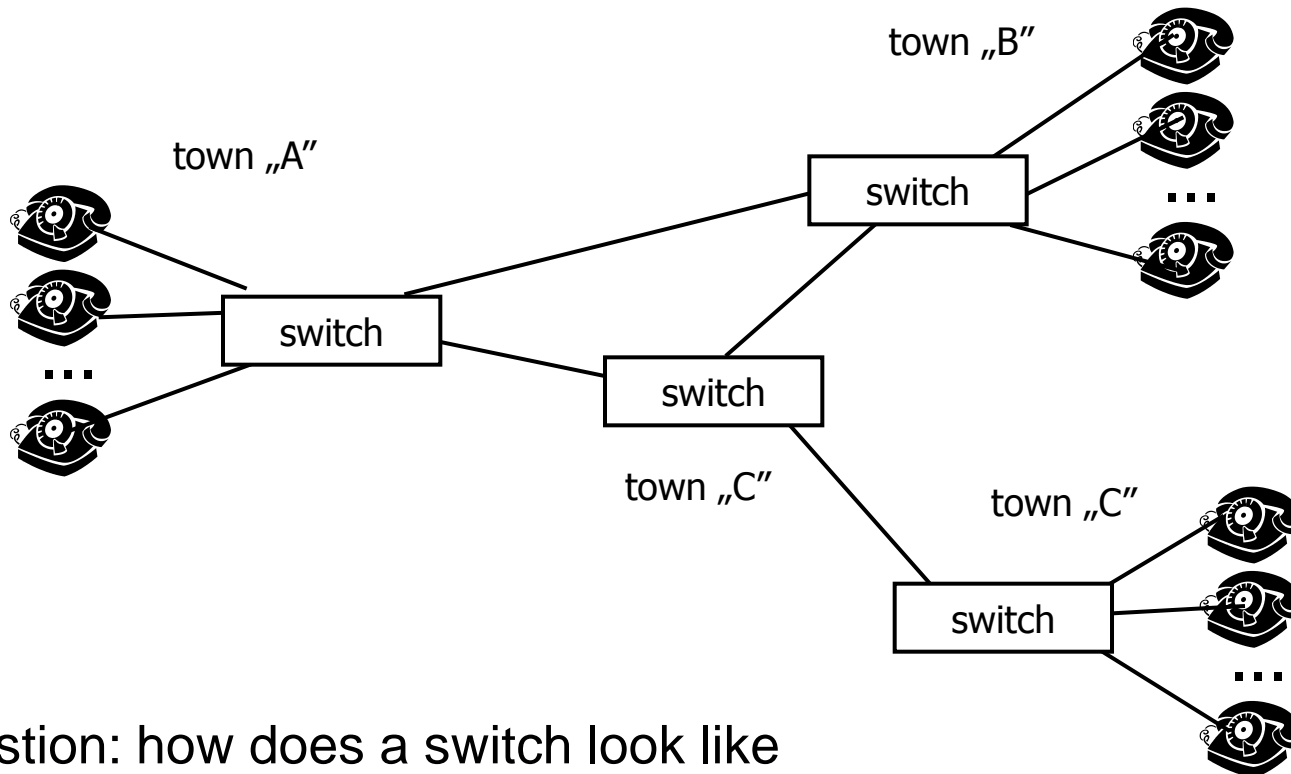 town „B”
town „A”
switch
switch
switch
town „C”
town „C”
switch
stion: how does a switch look like